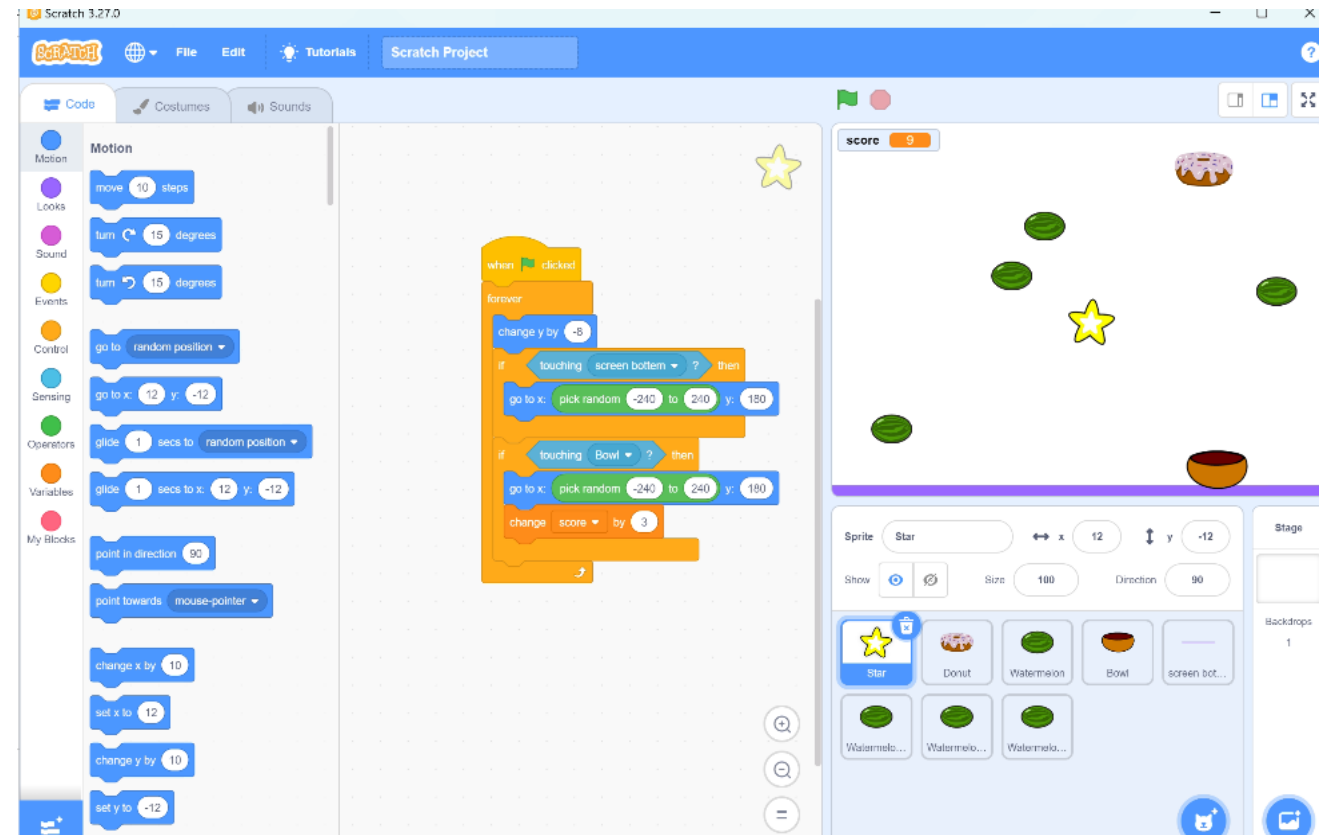 Scratch 3.27.0
SCRATCH File Edit Tutorials Scratch Project ?
Code Costumes Sounds
Motion
Looks
Sound
Events
Control
Sensing
Operators
Variables
My Blocks
Motion
move 10 steps
turn 15 degrees
turn 15 degrees
go to random position
go to x: 12 y: -12
glide 1 secs to random position
glide 1 secs to x: 12 y: -12
point in direction 90
point towards mouse-pointer
change x by 10
set x to 12
change y by 10
set y to -12
when clicked
forever
change y by -8
if touching screen bottem ? then
go to x: pick random -240 to 240 y: 180
if touching Bowl ? then
go to x: pick random -240 to 240 y: 180
change score by 3
score 9
Sprite Star x 12 y -12
Show Size 100 Direction 90
Star Donut Watermelon Bowl screen bot...
Watermelo... Watermelo... Watermelo...
Stage
Backdrops
1